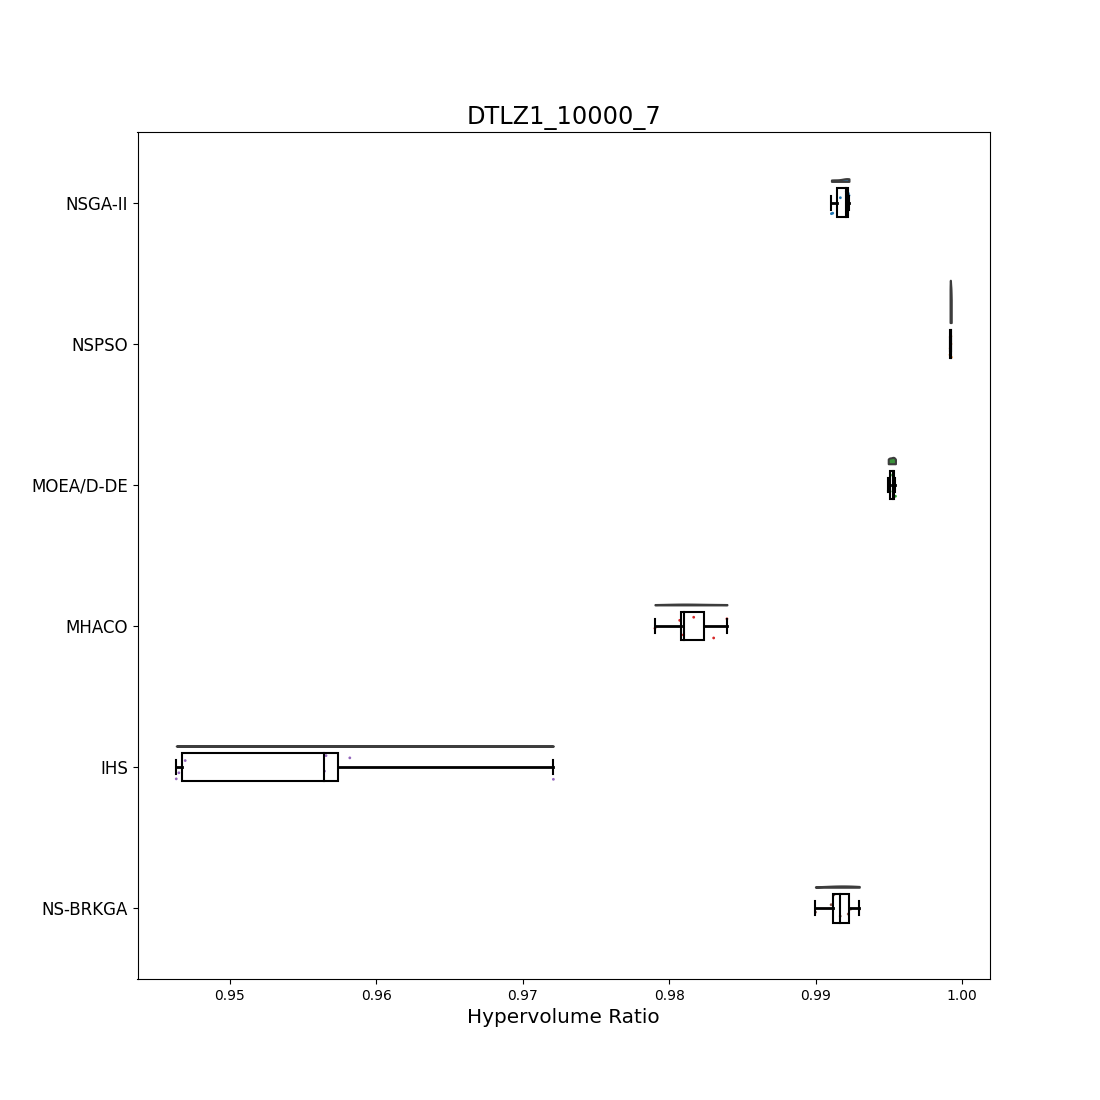 DTLZ1_10000_7
NSGA-II
NSPSO
MOEA/D-DE
MHACO
IHS
NS-BRKGA
0.95 0.96 0.97 0.98 0.99 1.00
Hypervolume Ratio